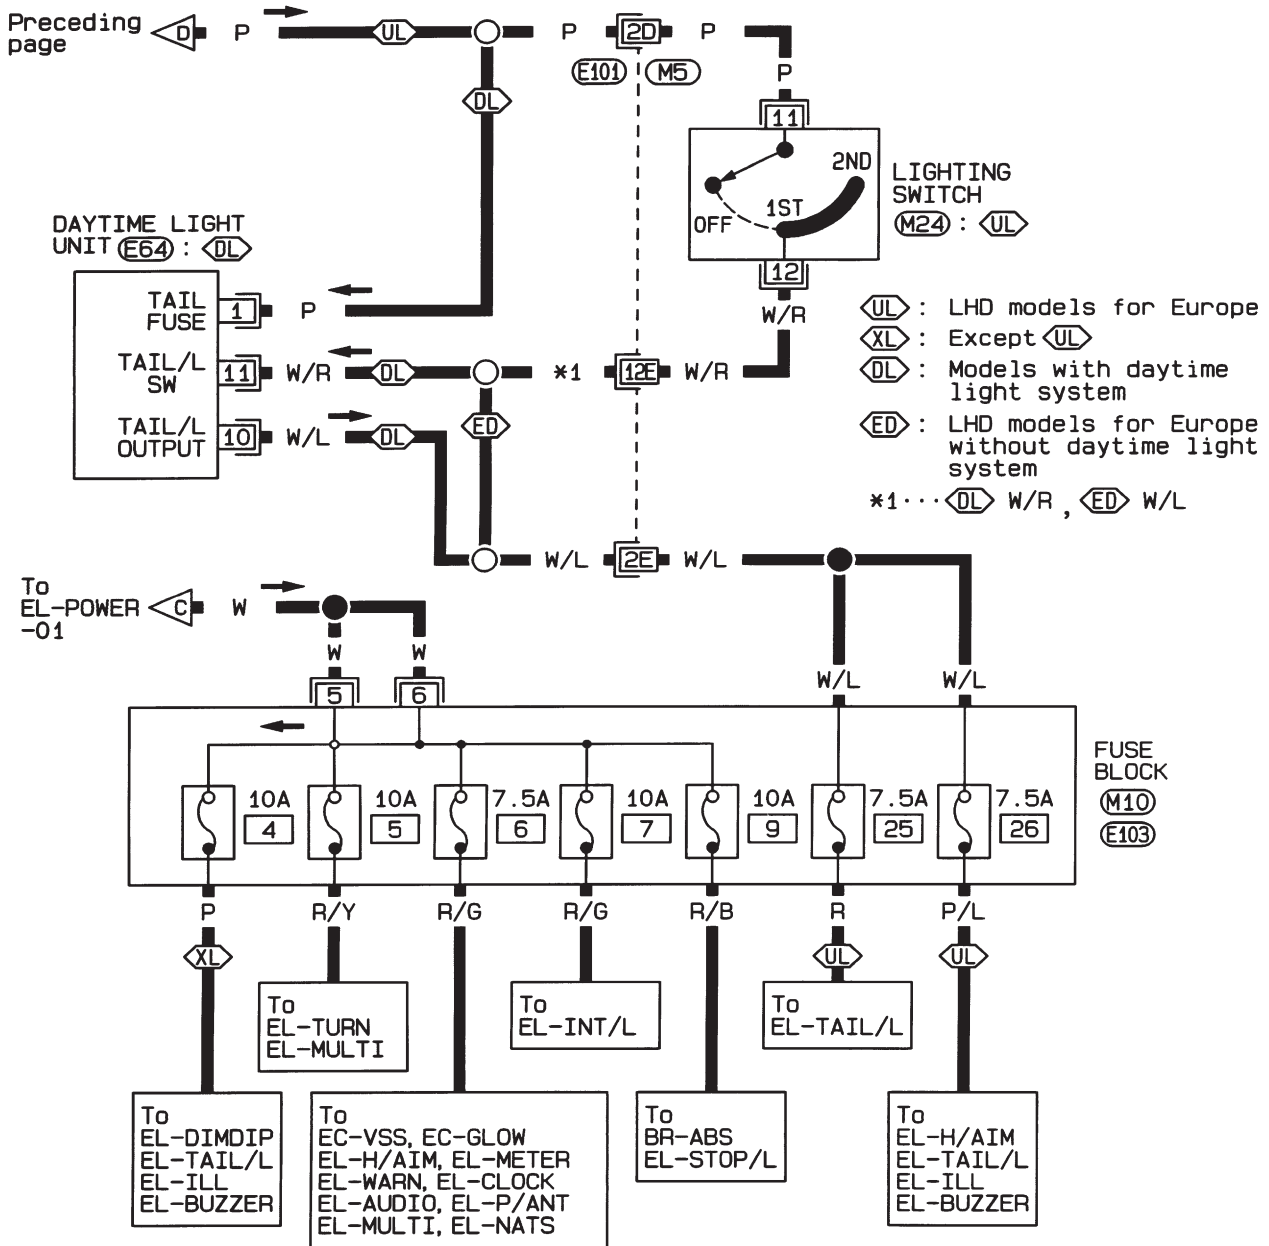 Preceding
page
D P UL P 2D P
E101 M5
P
DL
11
2ND
1ST
OFF
LIGHTING
SWITCH
M24 : UL
12
W/R
DAYTIME LIGHT
UNIT E64 : DL
TAIL
FUSE 1 P
TAIL/L
SW 11 W/R DL *1 12E W/R
ED
TAIL/L
OUTPUT 10 W/L DL
UL : LHD models for Europe
XL : Except UL
DL : Models with daytime
light system
ED : LHD models for Europe
without daytime light
system
*1··· DL W/R , ED W/L
W/L 2E W/L
To
EL-POWER
-01
C W
W W W/L W/L
5 6
10A 10A 7.5A 10A 10A 7.5A 7.5A
4 5 6 7 9 25 26
FUSE
BLOCK
M10
E103
P R/Y R/G R/G R/B R P/L
XL UL UL
To
EL-TURN
EL-MULTI
To
EL-INT/L
To
EL-TAIL/L
To
EL-DIMDIP
EL-TAIL/L
EL-ILL
EL-BUZZER
To
EC-VSS, EC-GLOW
EL-H/AIM, EL-METER
EL-WARN, EL-CLOCK
EL-AUDIO, EL-P/ANT
EL-MULTI, EL-NATS
To
BR-ABS
EL-STOP/L
To
EL-H/AIM
EL-TAIL/L
EL-ILL
EL-BUZZER